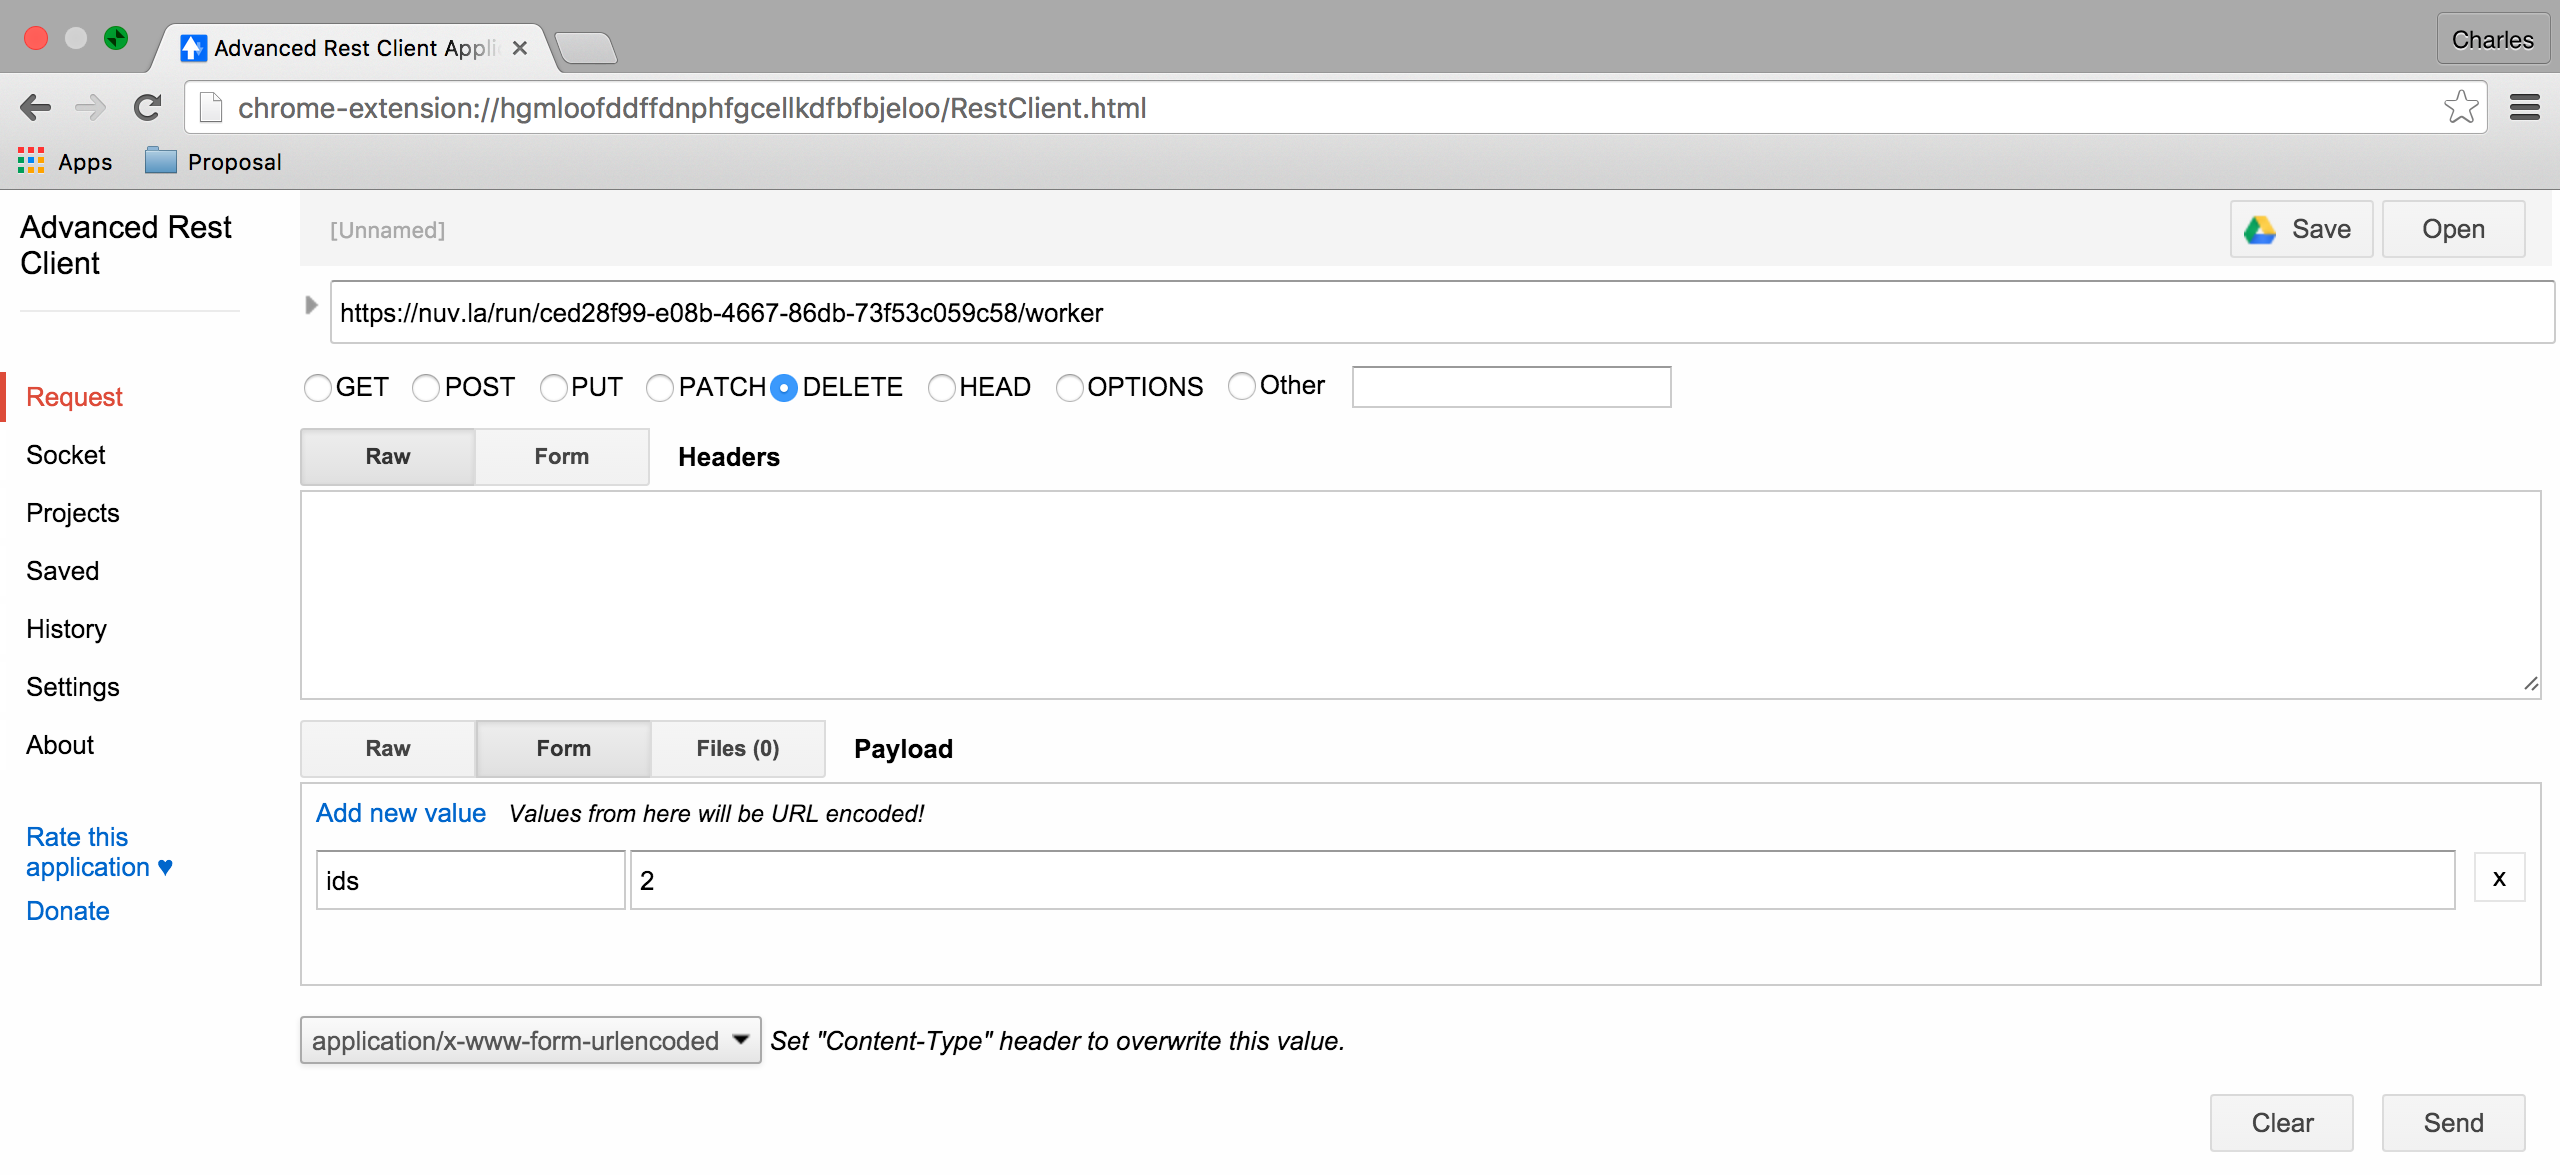 Advanced Rest Client Appli
Charles
chrome-extension://hgmloofddffdnphfgcellkdfbfbjeloo/RestClient.html
Apps
Proposal
Advanced Rest
Client
[Unnamed]
Save
Open
https://nuv.la/run/ced28f99-e08b-4667-86db-73f53c059c58/worker
GET POST PUT PATCH DELETE HEAD OPTIONS Other
Request
Socket
Projects
Saved
History
Settings
About
Rate this
application ♥
Donate
Raw Form Headers
Raw Form Files (0) Payload
Add new value Values from here will be URL encoded!
ids 2 x
application/x-www-form-urlencoded Set "Content-Type" header to overwrite this value.
Clear Send